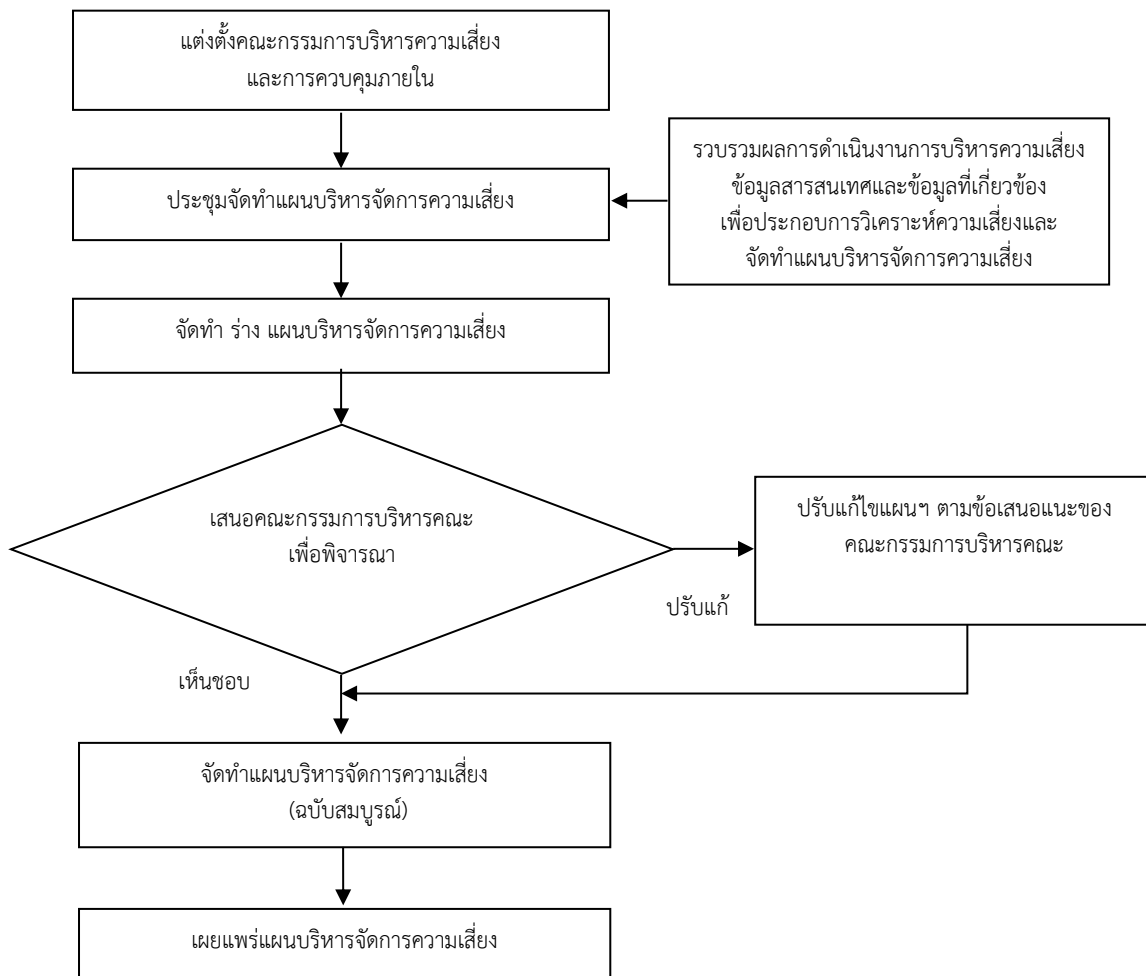 แต่งตั้งคณะกรรมการบริหารความเสี่ยง
และการควบคุมภายใน
รวบรวมผลการดำเนินงานการบริหารความเสี่ยง
ข้อมูลสารสนเทศและข้อมูลที่เกี่ยวข้อง
เพื่อประกอบการวิเคราะห์ความเสี่ยงและ
จัดทำแผนบริหารจัดการความเสี่ยง
ประชุมจัดทำแผนบริหารจัดการความเสี่ยง
จัดทำ ร่าง แผนบริหารจัดการความเสี่ยง
เสนอคณะกรรมการบริหารคณะ
เพื่อพิจารณา
ปรับแก้ไขแผนฯ ตามข้อเสนอแนะของ
คณะกรรมการบริหารคณะ
ปรับแก้
เห็นชอบ
จัดทำแผนบริหารจัดการความเสี่ยง
(ฉบับสมบูรณ์)
เผยแพร่แผนบริหารจัดการความเสี่ยง